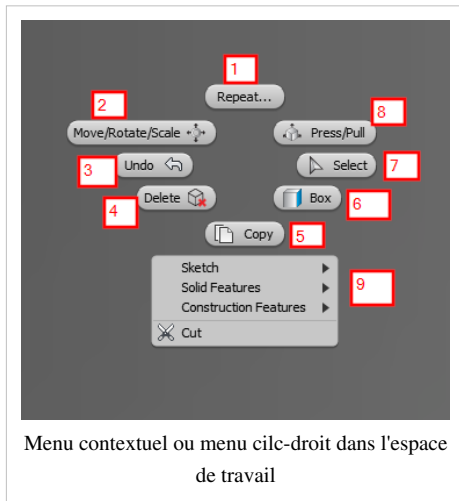 1
Repeat...
2
8
Move/Rotate/Scale
Press/Pull
3
Undo
Select
7
4
Delete
Box
6
Copy
5
Sketch
9
Solid Features
Construction Features
Cut
Menu contextuel ou menu cilc-droit dans l'espace
de travail